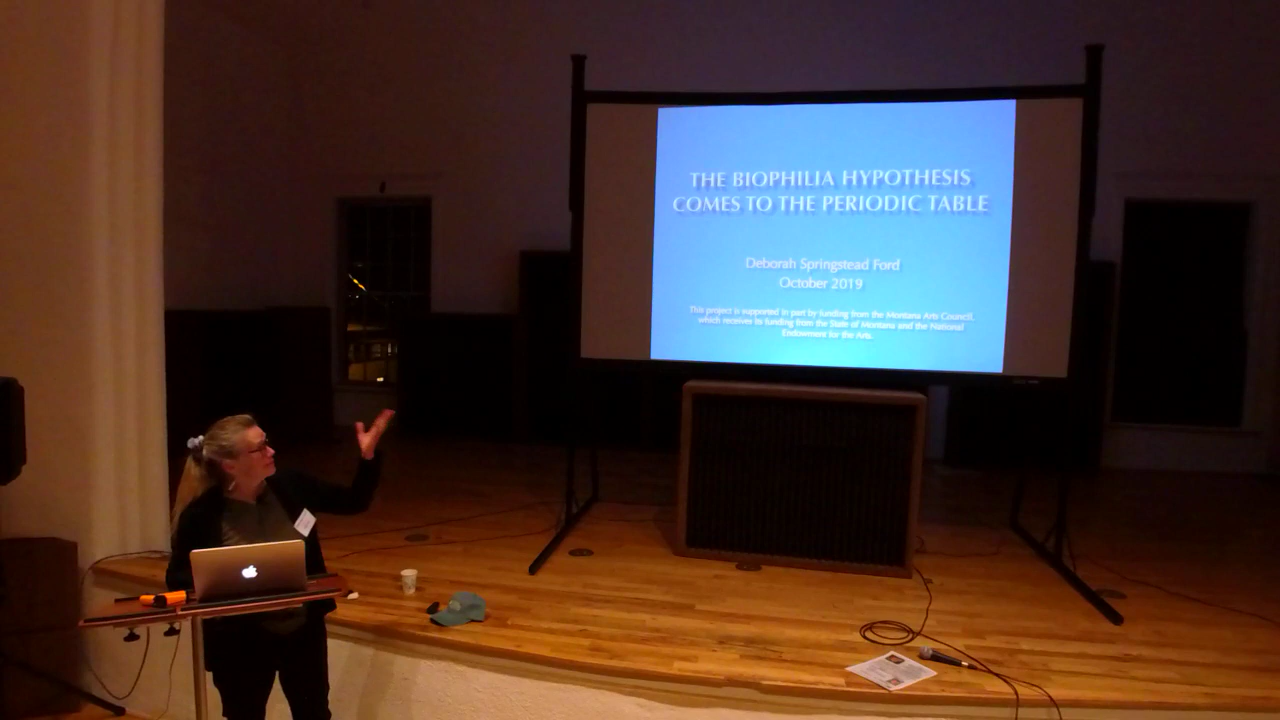 THE BIOPHILIA HYPOTHESIS
COMES TO THE PERIODIC TABLE
Deborah Springstead Ford
October 2019
This project is supported in part by funding from the Montana Arts Council,
which receives its funding from the State of Montana and the National
Endowment for the Arts.